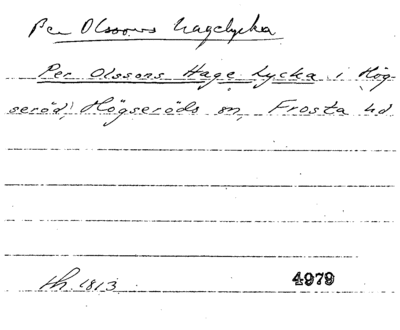 Per Olssons hagelycka
Per Olssons Hage Lycka i Hög-
seröd, Högseröds sn, Frosta hd
th. 1813 4979